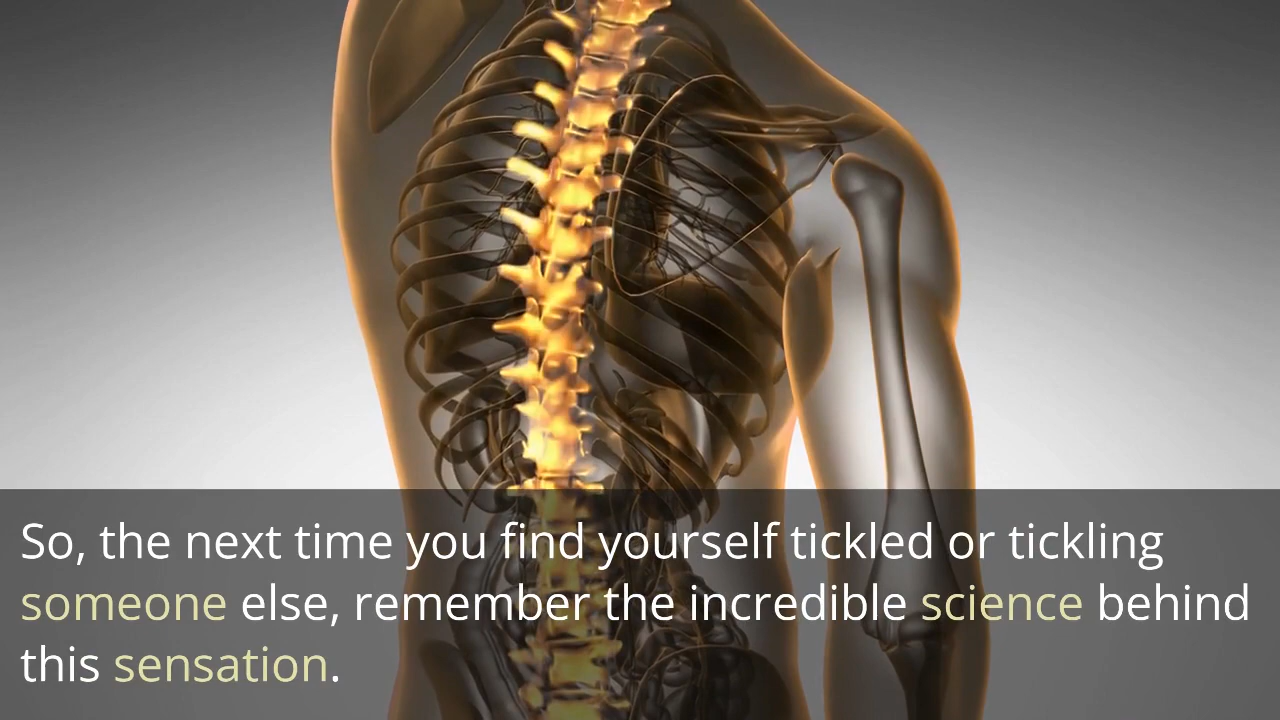 So, the next time you find yourself tickled or tickling
someone else, remember the incredible science behind
this sensation.